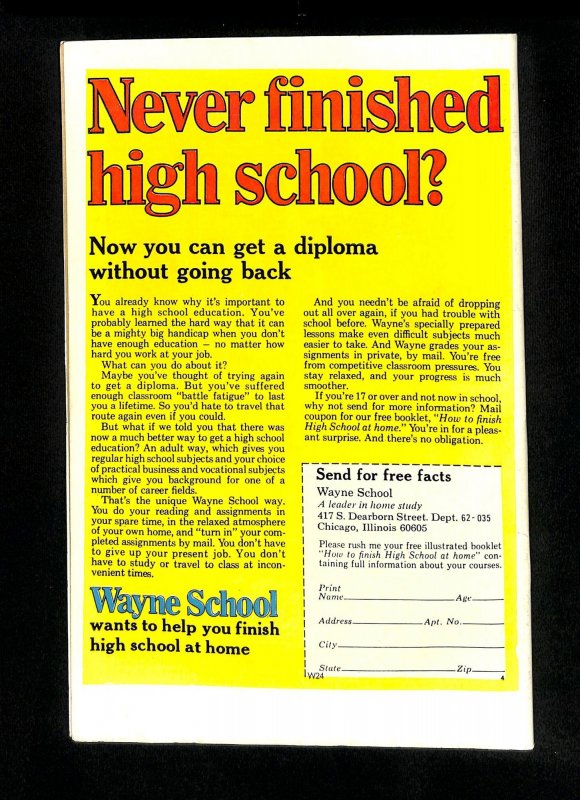 Never finished
high school?
Now you can get a diploma
without going back
You already know why it's important to
have a high school education. You've
probably learned the hard way that it can
be a mighty big handicap when you don't
have enough education – no matter how
hard you work at your job.
What can you do about it?
Maybe you've thought of trying again
to get a diploma. But you've suffered
enough classroom "battle fatigue" to last
you a lifetime. So you'd hate to travel that
route again even if you could.
But what if we told you that there was
now a much better way to get a high school
education? An adult way, which gives you
regular high school subjects and your choice
of practical business and vocational subjects
which give you background for one of a
number of career fields.
That's the unique Wayne School way.
You do your reading and assignments in
your spare time, in the relaxed atmosphere
of your own home, and "turn in" your com-
pleted assignments by mail. You don't have
to give up your present job. You don't
have to study or travel to class at incon-
venient times.
Wayne School
wants to help you finish
high school at home
And you needn't be afraid of dropping
out all over again, if you had trouble with
school before. Wayne's specially prepared
lessons make even difficult subjects much
easier to take. And Wayne grades your as-
signments in private, by mail. You're free
from competitive classroom pressures. You
stay relaxed, and your progress is much
smoother.
If you're 17 or over and not now in school,
why not send for more information? Mail
coupon for our free booklet, "How to finish
High School at home." You're in for a pleas-
ant surprise. And there's no obligation.
Send for free facts
Wayne School
A leader in home study
417 S. Dearborn Street. Dept. 62-035
Chicago, Illinois 60605
Please rush me your free illustrated booklet
"How to finish High School at home" con-
taining full information about your courses.
Print
Name Age
Address Apt. No.
City
State Zip
W24 4